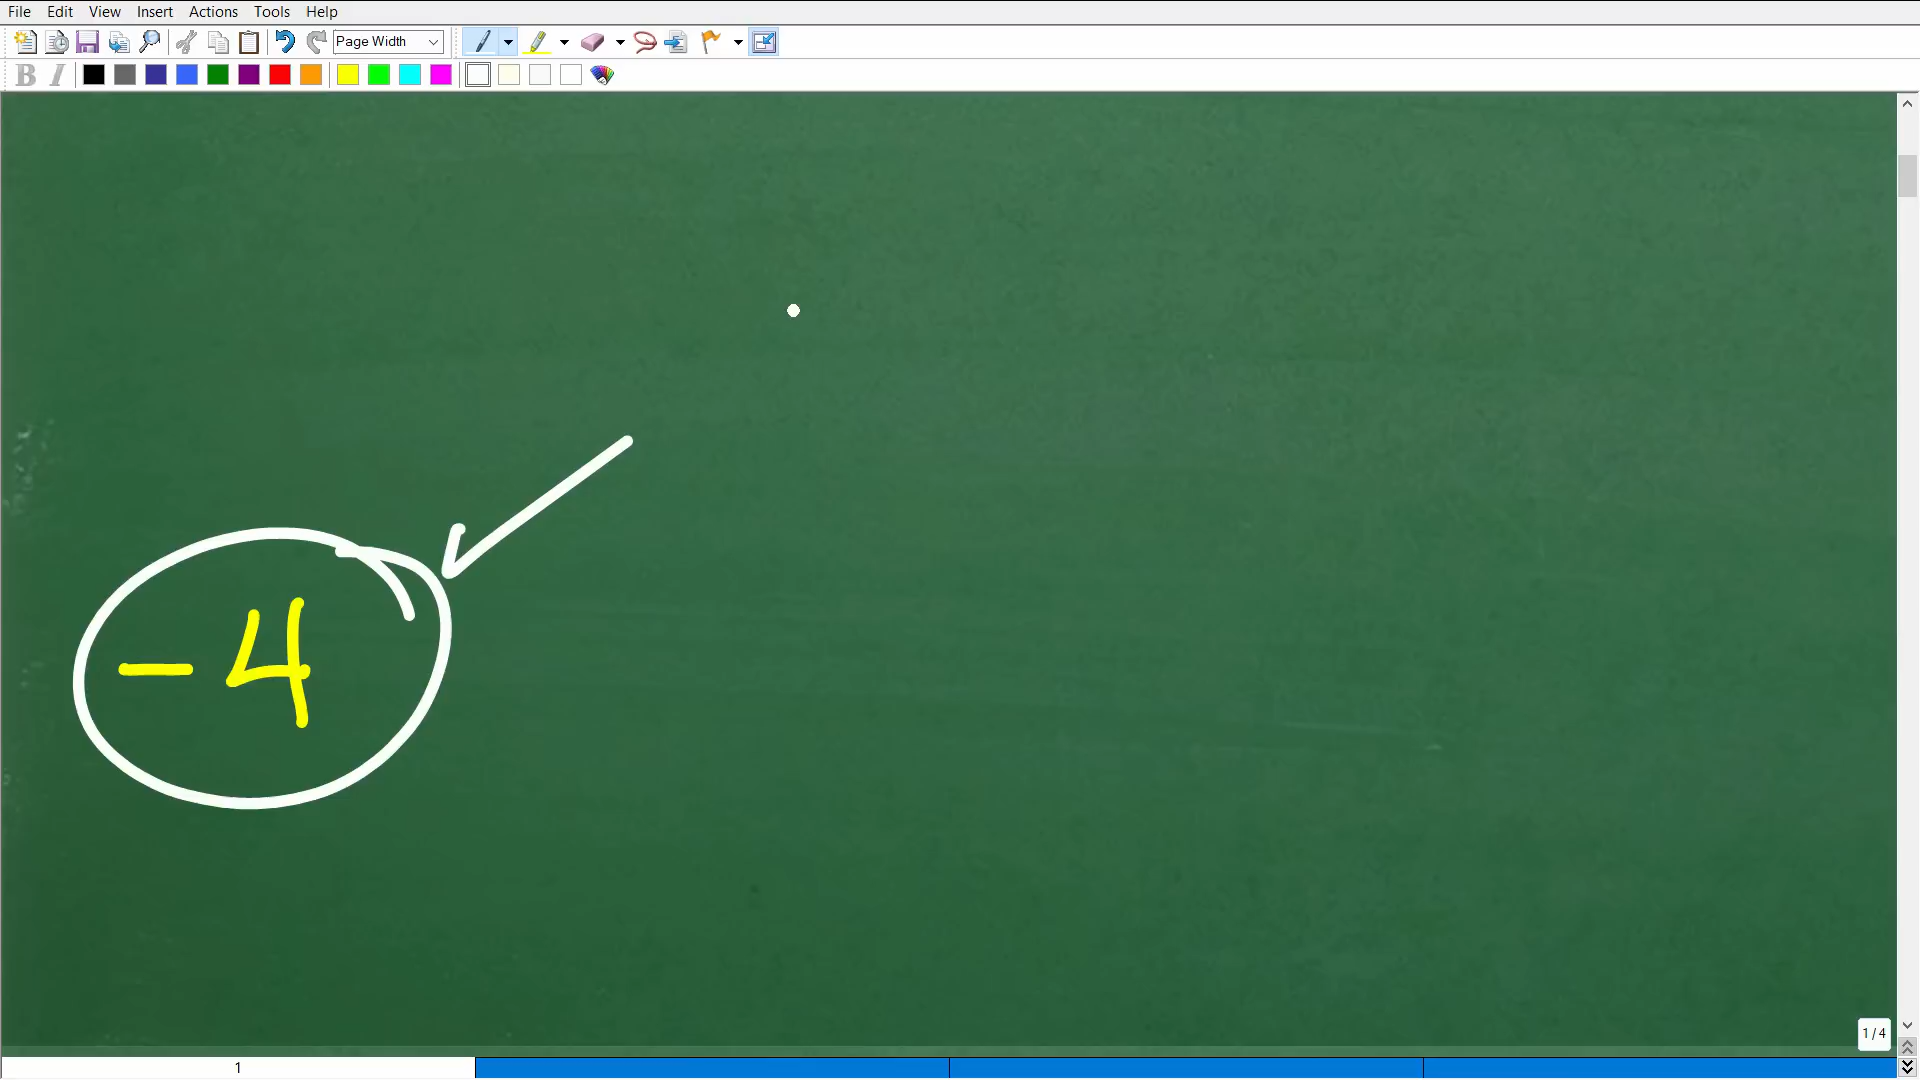 File Edit View Insert Actions Tools Help
Page Width
B I
- 4
1 / 4
1